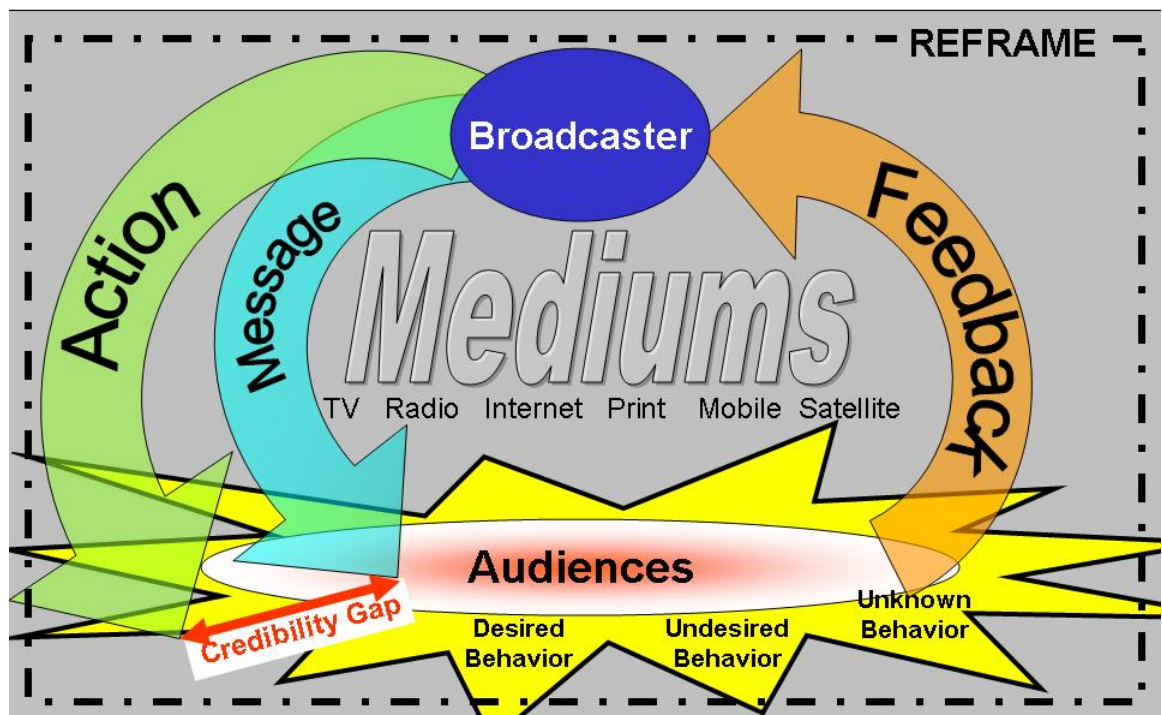 REFRAME
Broadcaster
Action
Message
Feedback
Mediums
TV Radio Internet Print Mobile Satellite
Audiences
Credibility Gap
Desired
Behavior
Undesired
Behavior
Unknown
Behavior